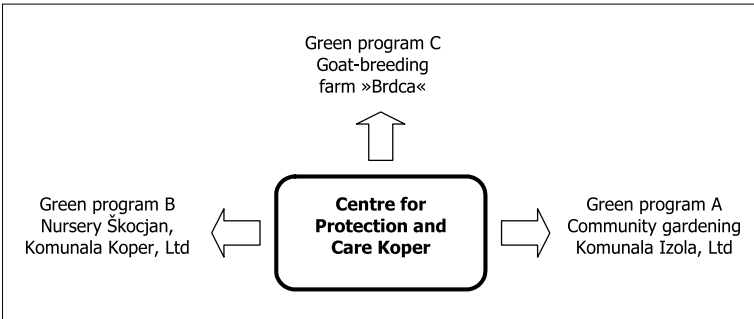 Green program C
Goat-breeding
farm »Brdca«
Green program B
Nursery Škocjan,
Komunala Koper, Ltd
Centre for
Protection and
Care Koper
Green program A
Community gardening
Komunala Izola, Ltd